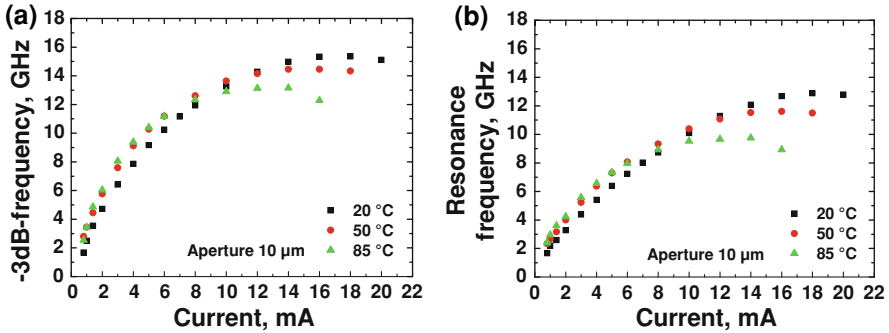 (a)
-3dB-frequency, GHz
18
16
14
12
10
8
6
4
2
0
0 2 4 6 8 10 12 14 16 18 20 22
Current, mA
Aperture 10 µm
20 °C
50 °C
85 °C
(b)
Resonance
frequency, GHz
18
16
14
12
10
8
6
4
2
0
0 2 4 6 8 10 12 14 16 18 20 22
Current, mA
Aperture 10 µm
20 °C
50 °C
85 °C